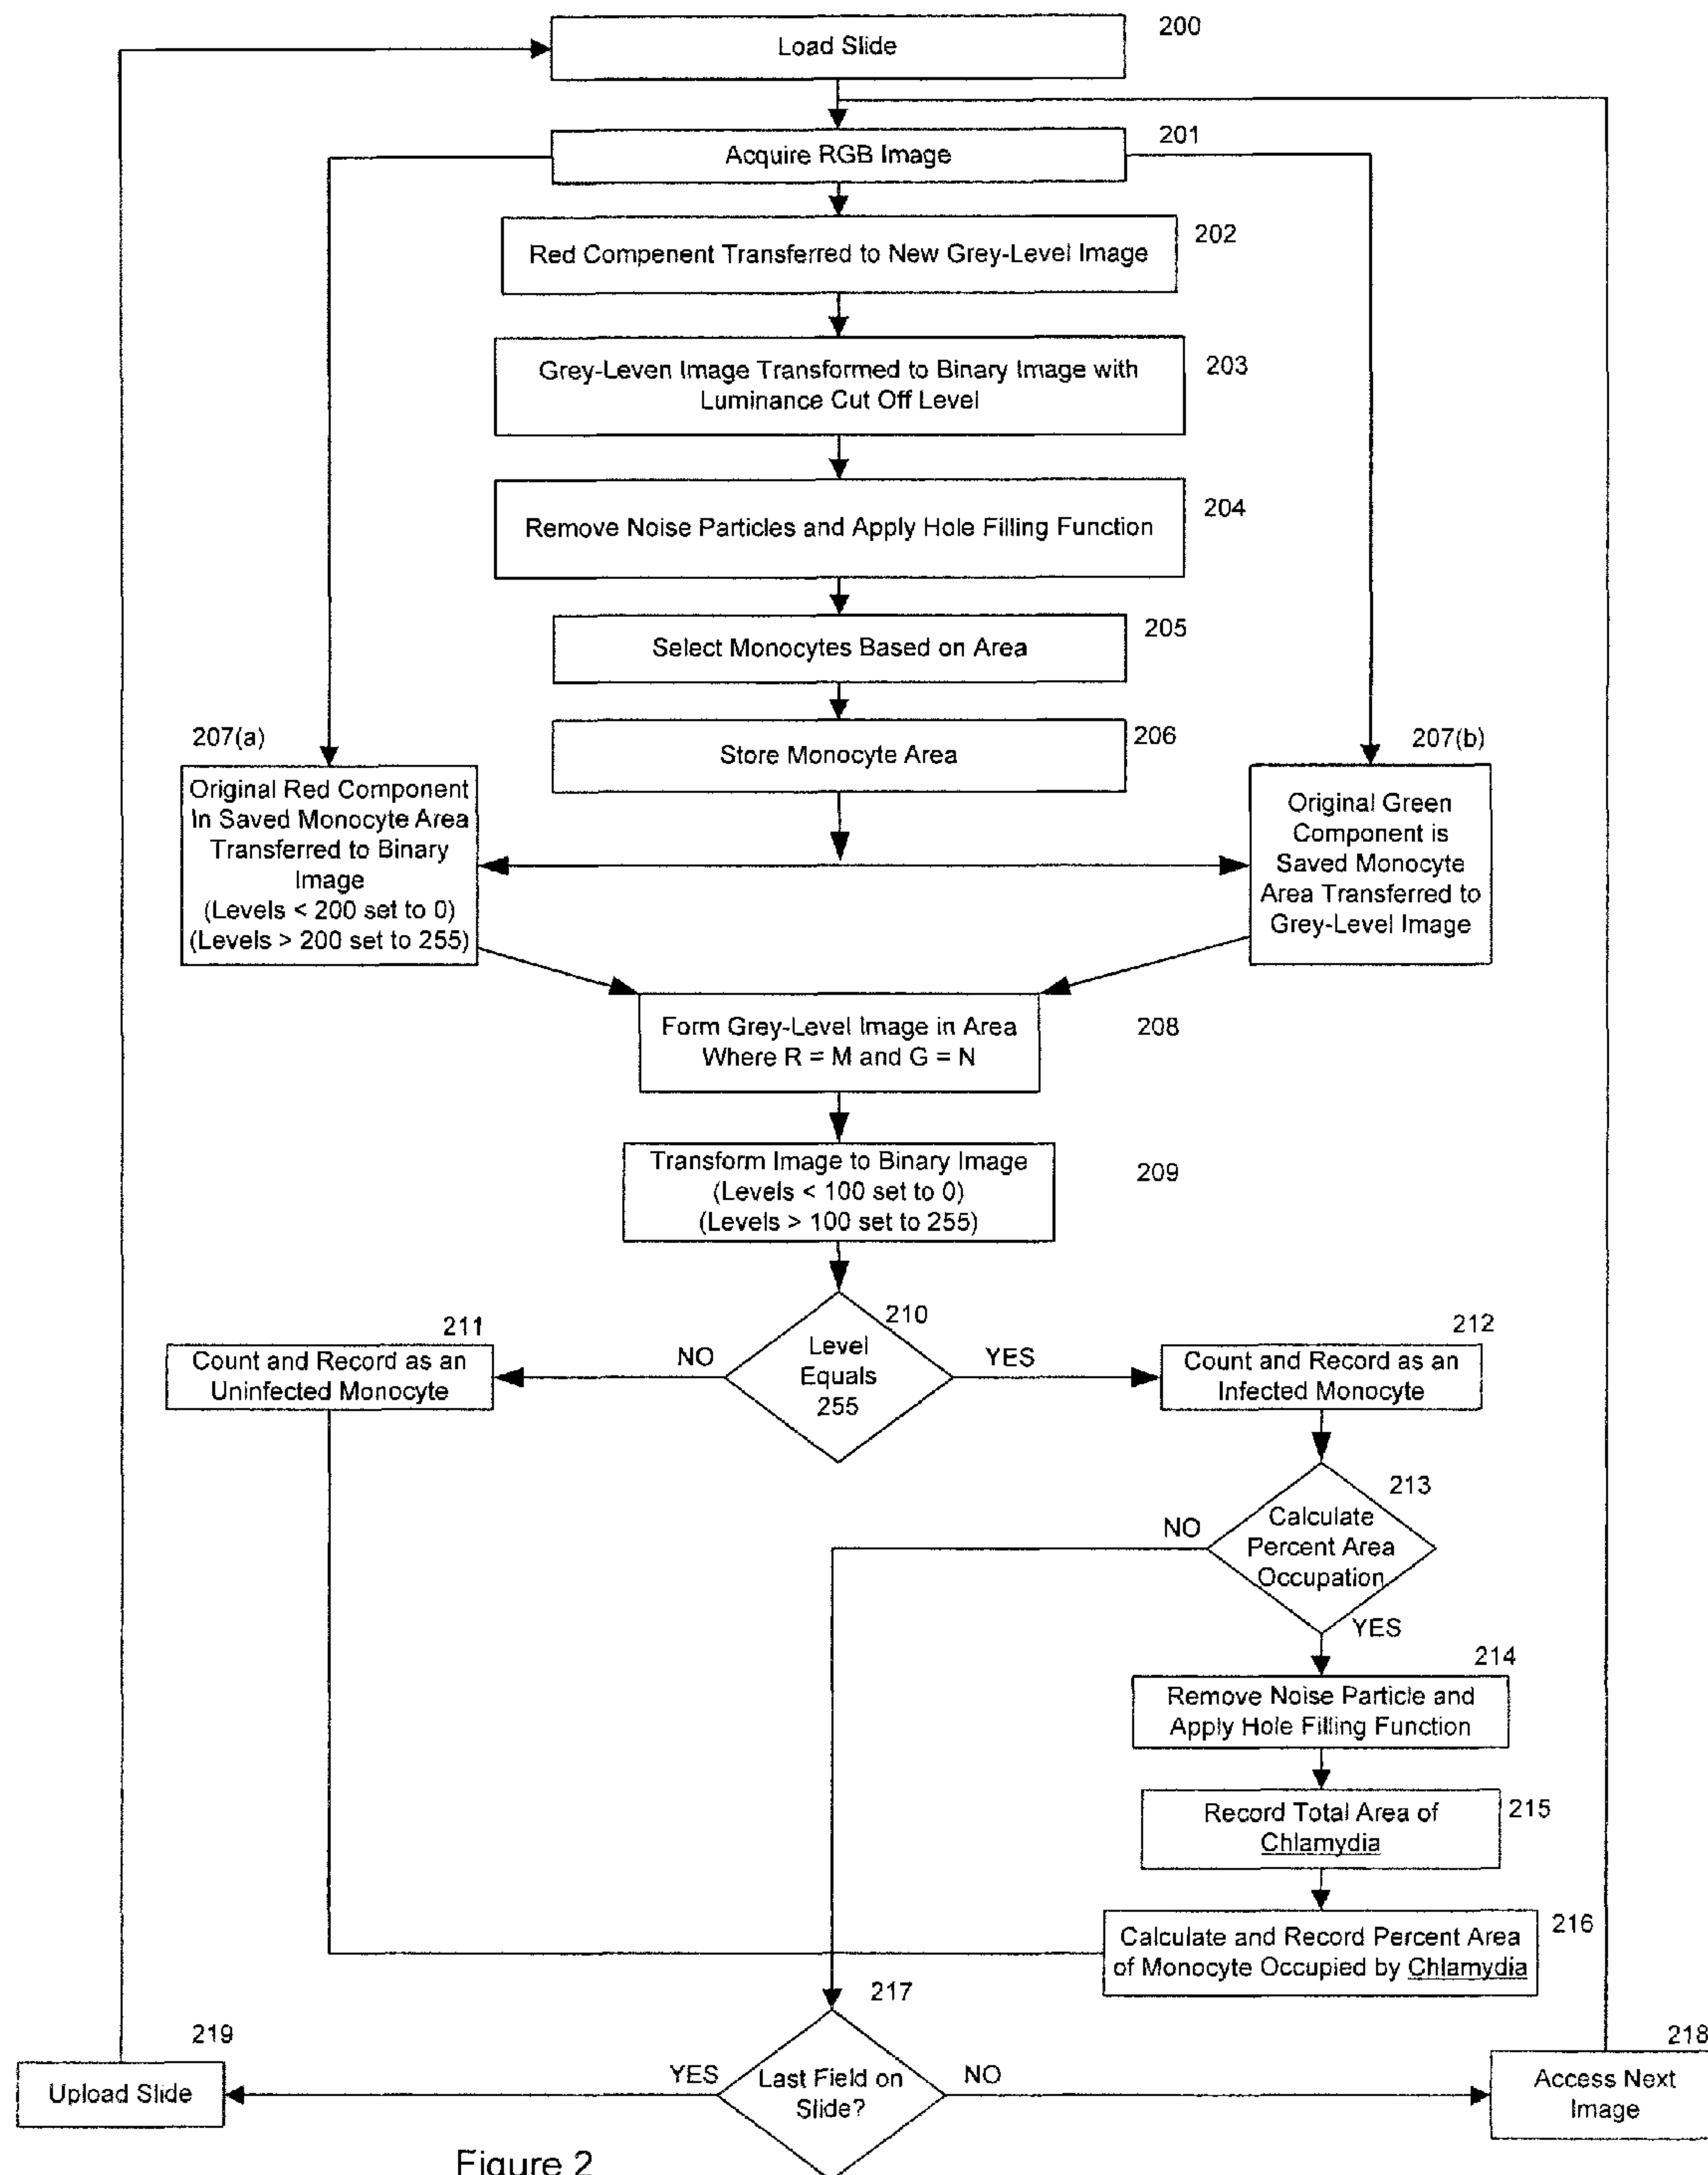 200
Load Slide
201
Acquire RGB Image
202
Red Compenent Transferred to New Grey-Level Image
203
Grey-Leven Image Transformed to Binary Image with
Luminance Cut Off Level
204
Remove Noise Particles and Apply Hole Filling Function
205
Select Monocytes Based on Area
206
Store Monocyte Area
207(a)
Original Red Component
In Saved Monocyte Area
Transferred to Binary
Image
(Levels < 200 set to 0)
(Levels > 200 set to 255)
207(b)
Original Green
Component is
Saved Monocyte
Area Transferred to
Grey-Level Image
208
Form Grey-Level Image in Area
Where R = M and G = N
209
Transform Image to Binary Image
(Levels < 100 set to 0)
(Levels > 100 set to 255)
210
Level
Equals
255
NO
YES
211
Count and Record as an
Uninfected Monocyte
212
Count and Record as an
Infected Monocyte
213
Calculate
Percent Area
Occupation
NO
YES
214
Remove Noise Particle and
Apply Hole Filling Function
215
Record Total Area of
Chlamydia
216
Calculate and Record Percent Area
of Monocyte Occupied by Chlamydia
217
Last Field on
Slide?
YES
NO
219
Upload Slide
218
Access Next
Image
Figure 2